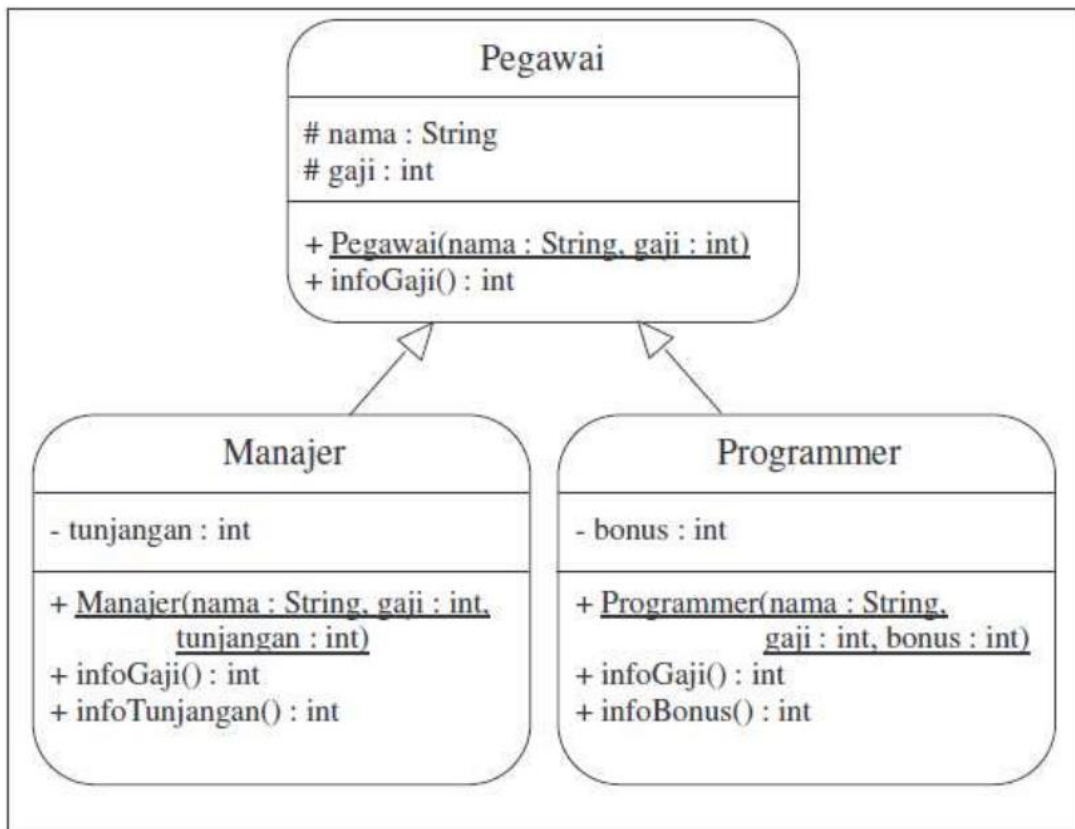 Pegawai
# nama : String
# gaji : int
+ Pegawai(nama : String, gaji : int)
+ infoGaji() : int
Manajer
- tunjangan : int
+ Manajer(nama : String, gaji : int,
tunjangan : int)
+ infoGaji() : int
+ infoTunjangan() : int
Programmer
- bonus : int
+ Programmer(nama : String,
gaji : int, bonus : int)
+ infoGaji() : int
+ infoBonus() : int